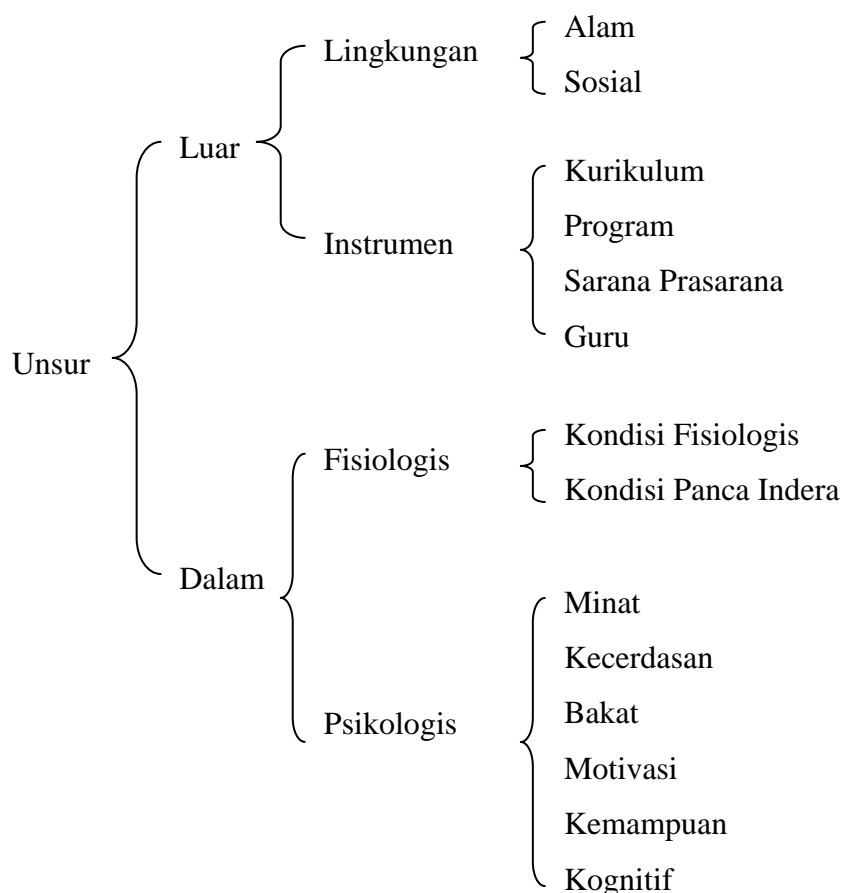 Unsur
Luar
Lingkungan
Alam
Sosial
Instrumen
Kurikulum
Program
Sarana Prasarana
Guru
Dalam
Fisiologis
Kondisi Fisiologis
Kondisi Panca Indera
Psikologis
Minat
Kecerdasan
Bakat
Motivasi
Kemampuan
Kognitif